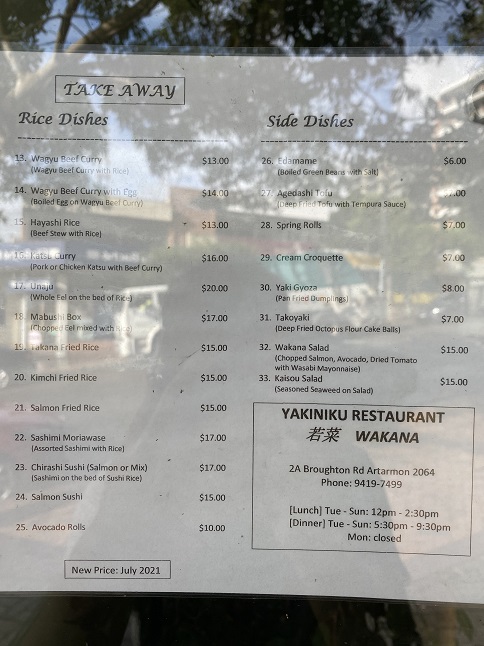 TAKE AWAY
Rice Dishes
13. Wagyu Beef Curry $13.00
(Wagyu Beef Curry with Rice)
14. Wagyu Beef Curry with Egg $14.00
(Boiled Egg on Wagyu Beef Curry)
15. Hayashi Rice $13.00
(Beef Stew with Rice)
16. Katsu Curry $16.00
(Pork or Chicken Katsu with Beef Curry)
17. Unaju $20.00
(Whole Eel on the bed of Rice)
18. Mabushi Box $17.00
(Chopped Eel mixed with Rice)
19. Takana Fried Rice $15.00
20. Kimchi Fried Rice $15.00
21. Salmon Fried Rice $15.00
22. Sashimi Moriawase $17.00
(Assorted Sashimi with Rice)
23. Chirashi Sushi (Salmon or Mix) $17.00
(Sashimi on the bed of Sushi Rice)
24. Salmon Sushi $15.00
25. Avocado Rolls $10.00
New Price: July 2021
Side Dishes
26. Edamame $6.00
(Boiled Green Beans with Salt)
27. Agedashi Tofu .00
(Deep Fried Tofu with Tempura Sauce)
28. Spring Rolls $7.00
29. Cream Croquette $7.00
30. Yaki Gyoza $8.00
(Pan Fried Dumplings)
31. Takoyaki $7.00
(Deep Fried Octopus Flour Cake Balls)
32. Wakana Salad $15.00
(Chopped Salmon, Avocado, Dried Tomato
with Wasabi Mayonnaise)
33. Kaisou Salad $15.00
(Seasoned Seaweed on Salad)
YAKINIKU RESTAURANT
若菜 WAKANA
2A Broughton Rd Artarmon 2064
Phone: 9419-7499
[Lunch] Tue - Sun: 12pm - 2:30pm
[Dinner] Tue - Sun: 5:30pm - 9:30pm
Mon: closed